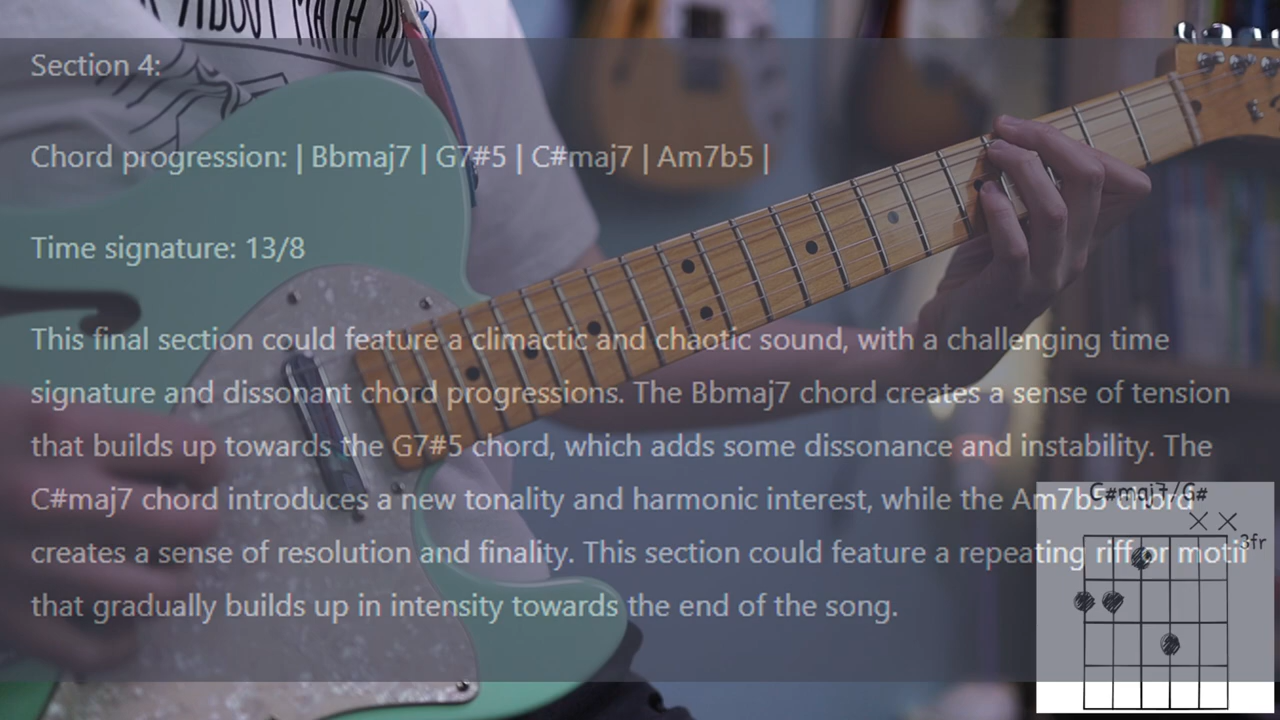 ABOUT MATH RO
Section 4:
Chord progression: | Bbmaj7 | G7#5 | C#maj7 | Am7b5 |
Time signature: 13/8
This final section could feature a climactic and chaotic sound, with a challenging time
signature and dissonant chord progressions. The Bbmaj7 chord creates a sense of tension
that builds up towards the G7#5 chord, which adds some dissonance and instability. The
C#maj7 chord introduces a new tonality and harmonic interest, while the Am7b5 chord
creates a sense of resolution and finality. This section could feature a repeating riff or motif
that gradually builds up in intensity towards the end of the song.
C#maj7/G#
XX
3fr